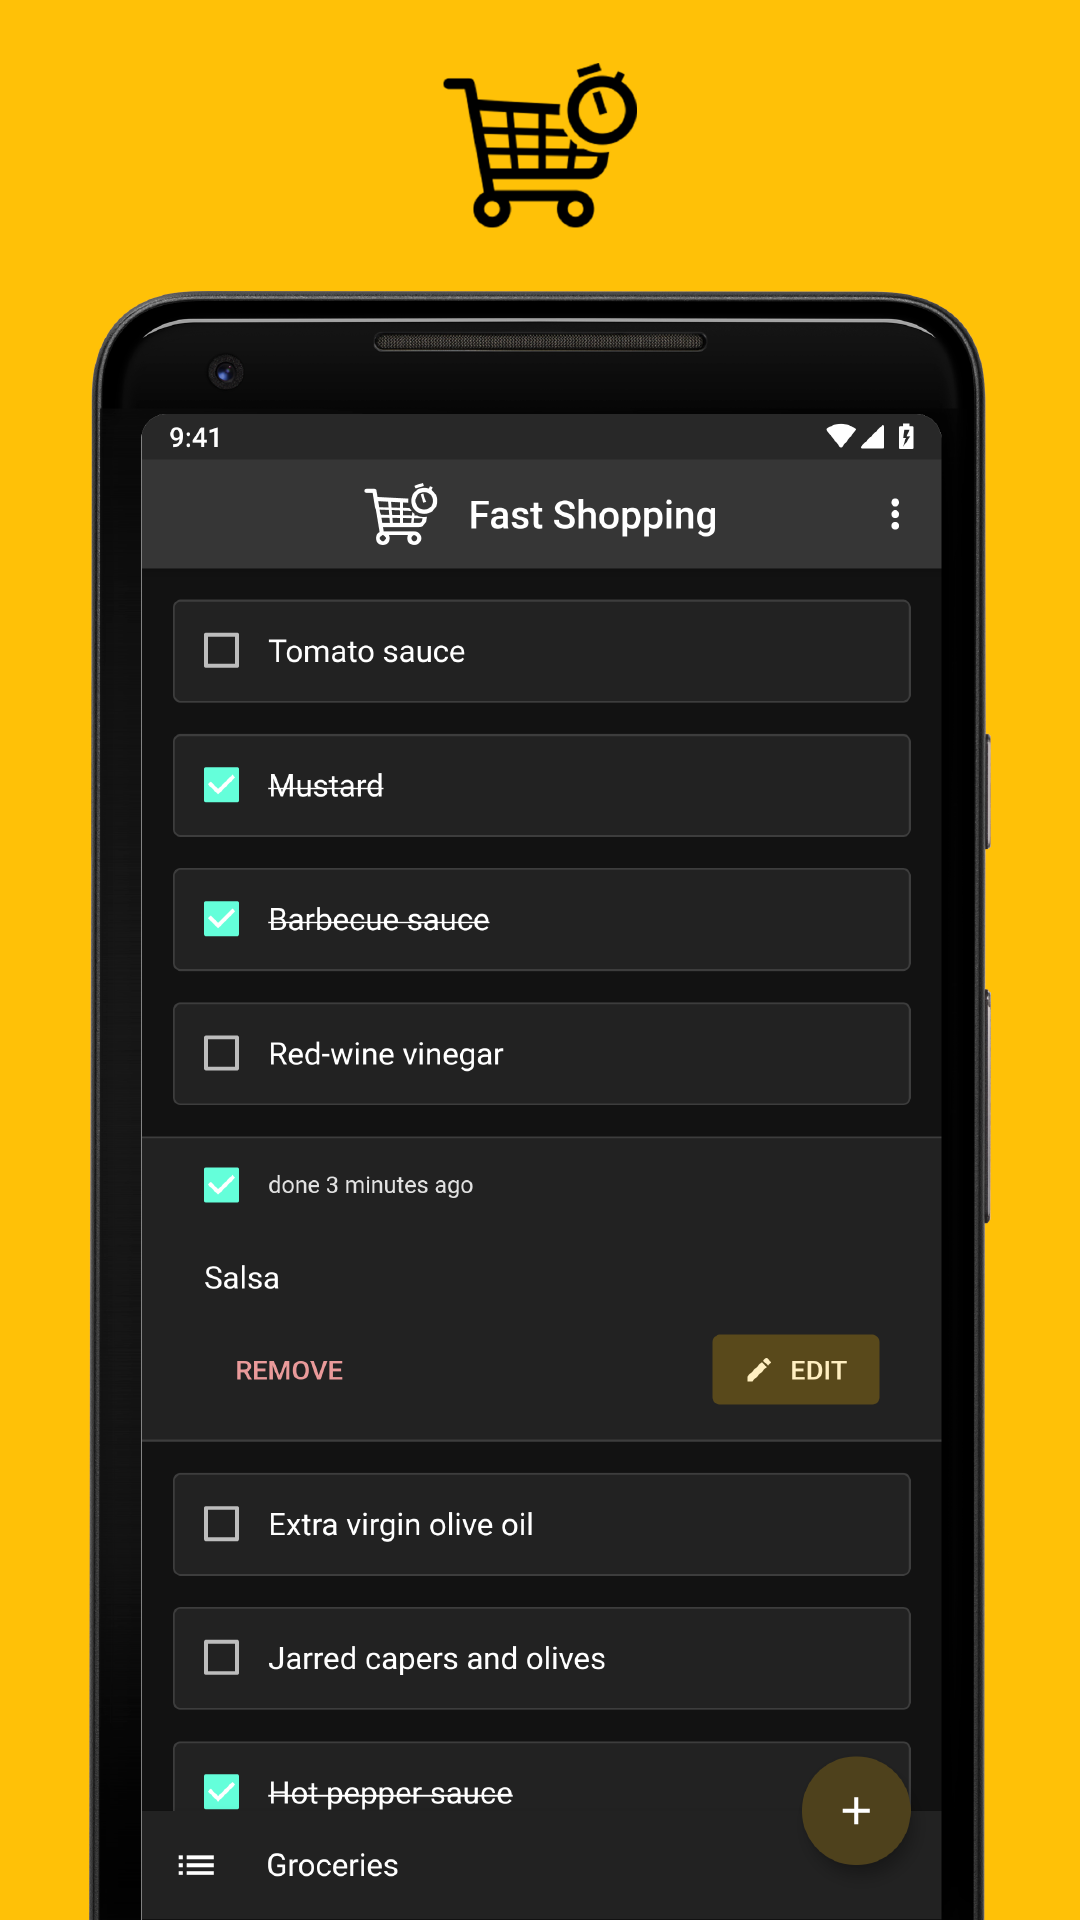 9:41
Fast Shopping
Tomato sauce
Mustard
Barbecue sauce
Red-wine vinegar
done 3 minutes ago
Salsa
REMOVE
EDIT
Extra virgin olive oil
Jarred capers and olives
Hot pepper sauce
Groceries